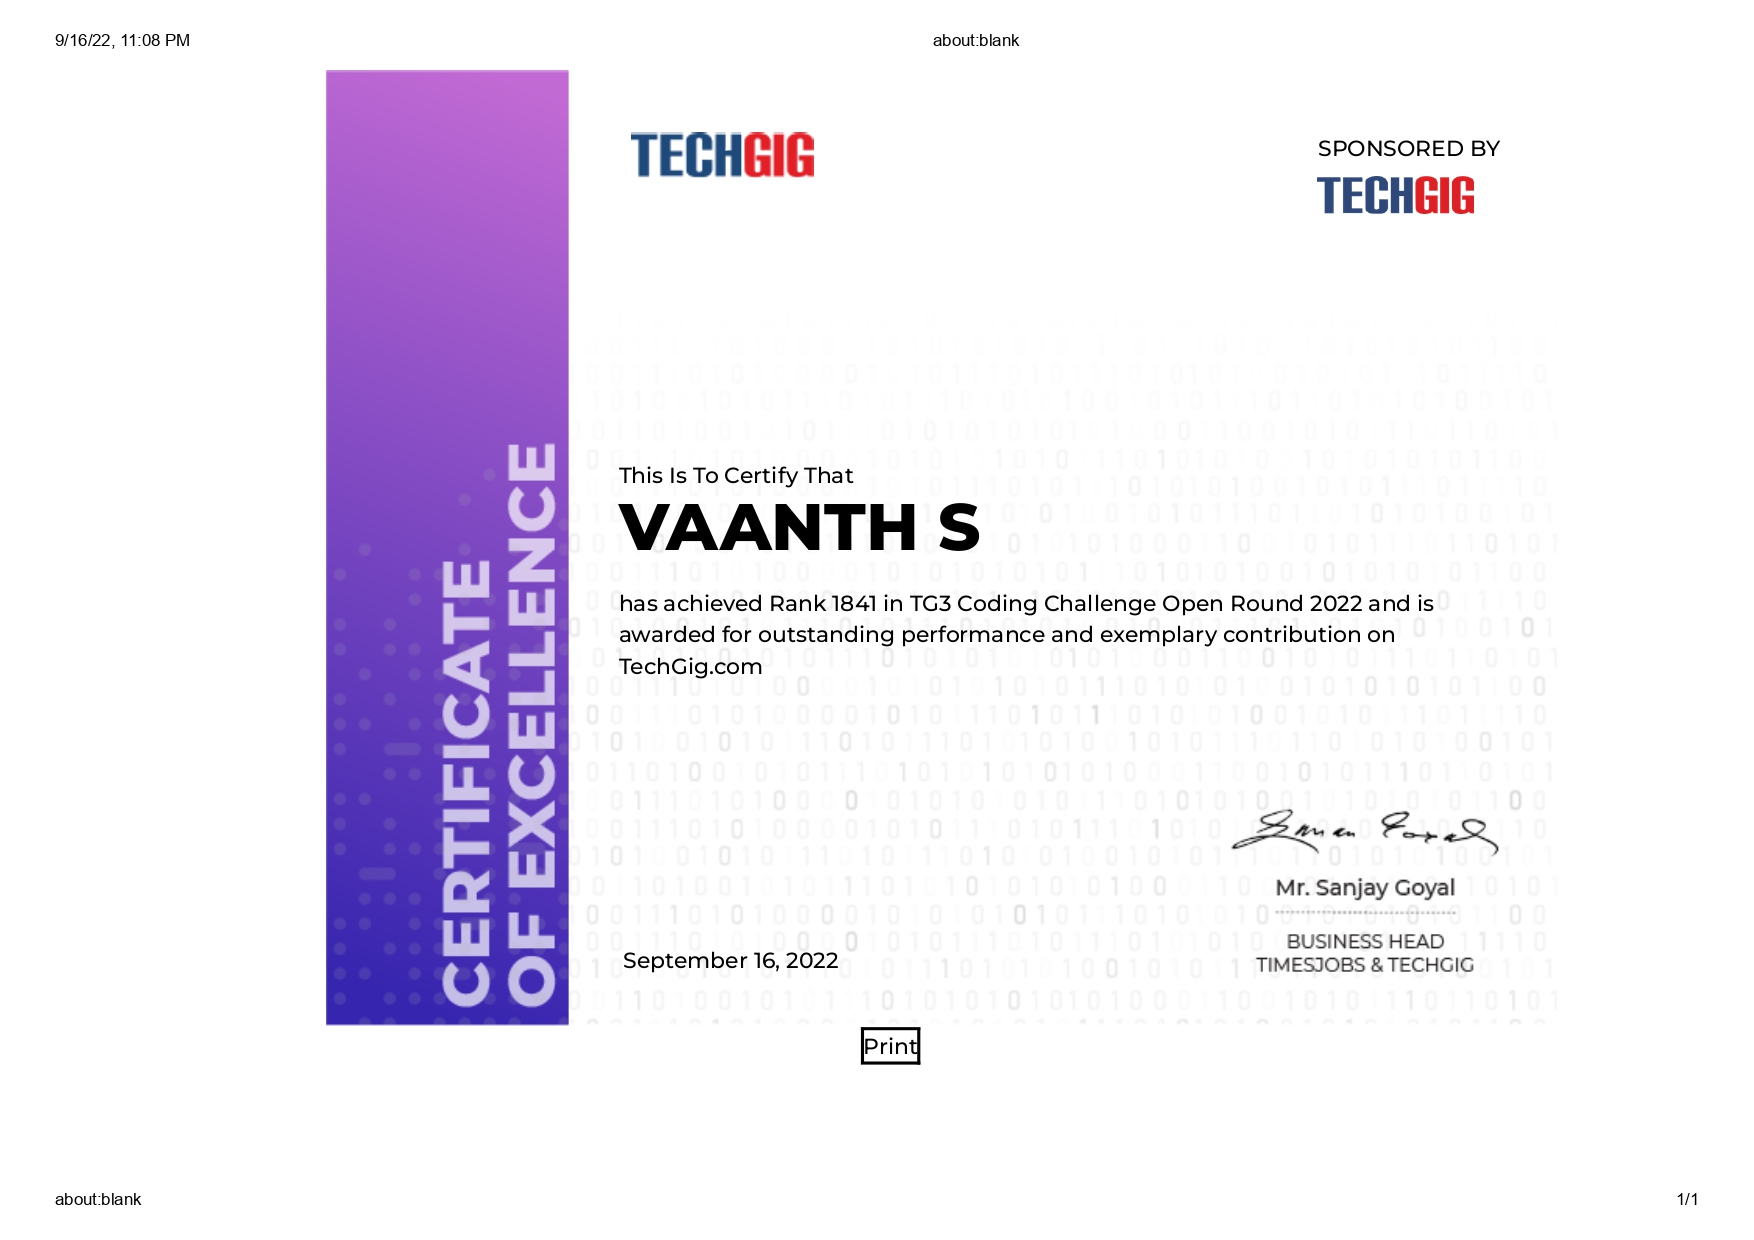 9/16/22, 11:08 PM
about:blank
TECHGIG
SPONSORED BY
TECHGIG
CERTIFICATE
OF EXCELLENCE
This Is To Certify That
VAANTH S
has achieved Rank 1841 in TG3 Coding Challenge Open Round 2022 and is
awarded for outstanding performance and exemplary contribution on
TechGig.com
Mr. Sanjay Goyal
BUSINESS HEAD
TIMESJOBS & TECHGIG
September 16, 2022
Print
about:blank
1/1